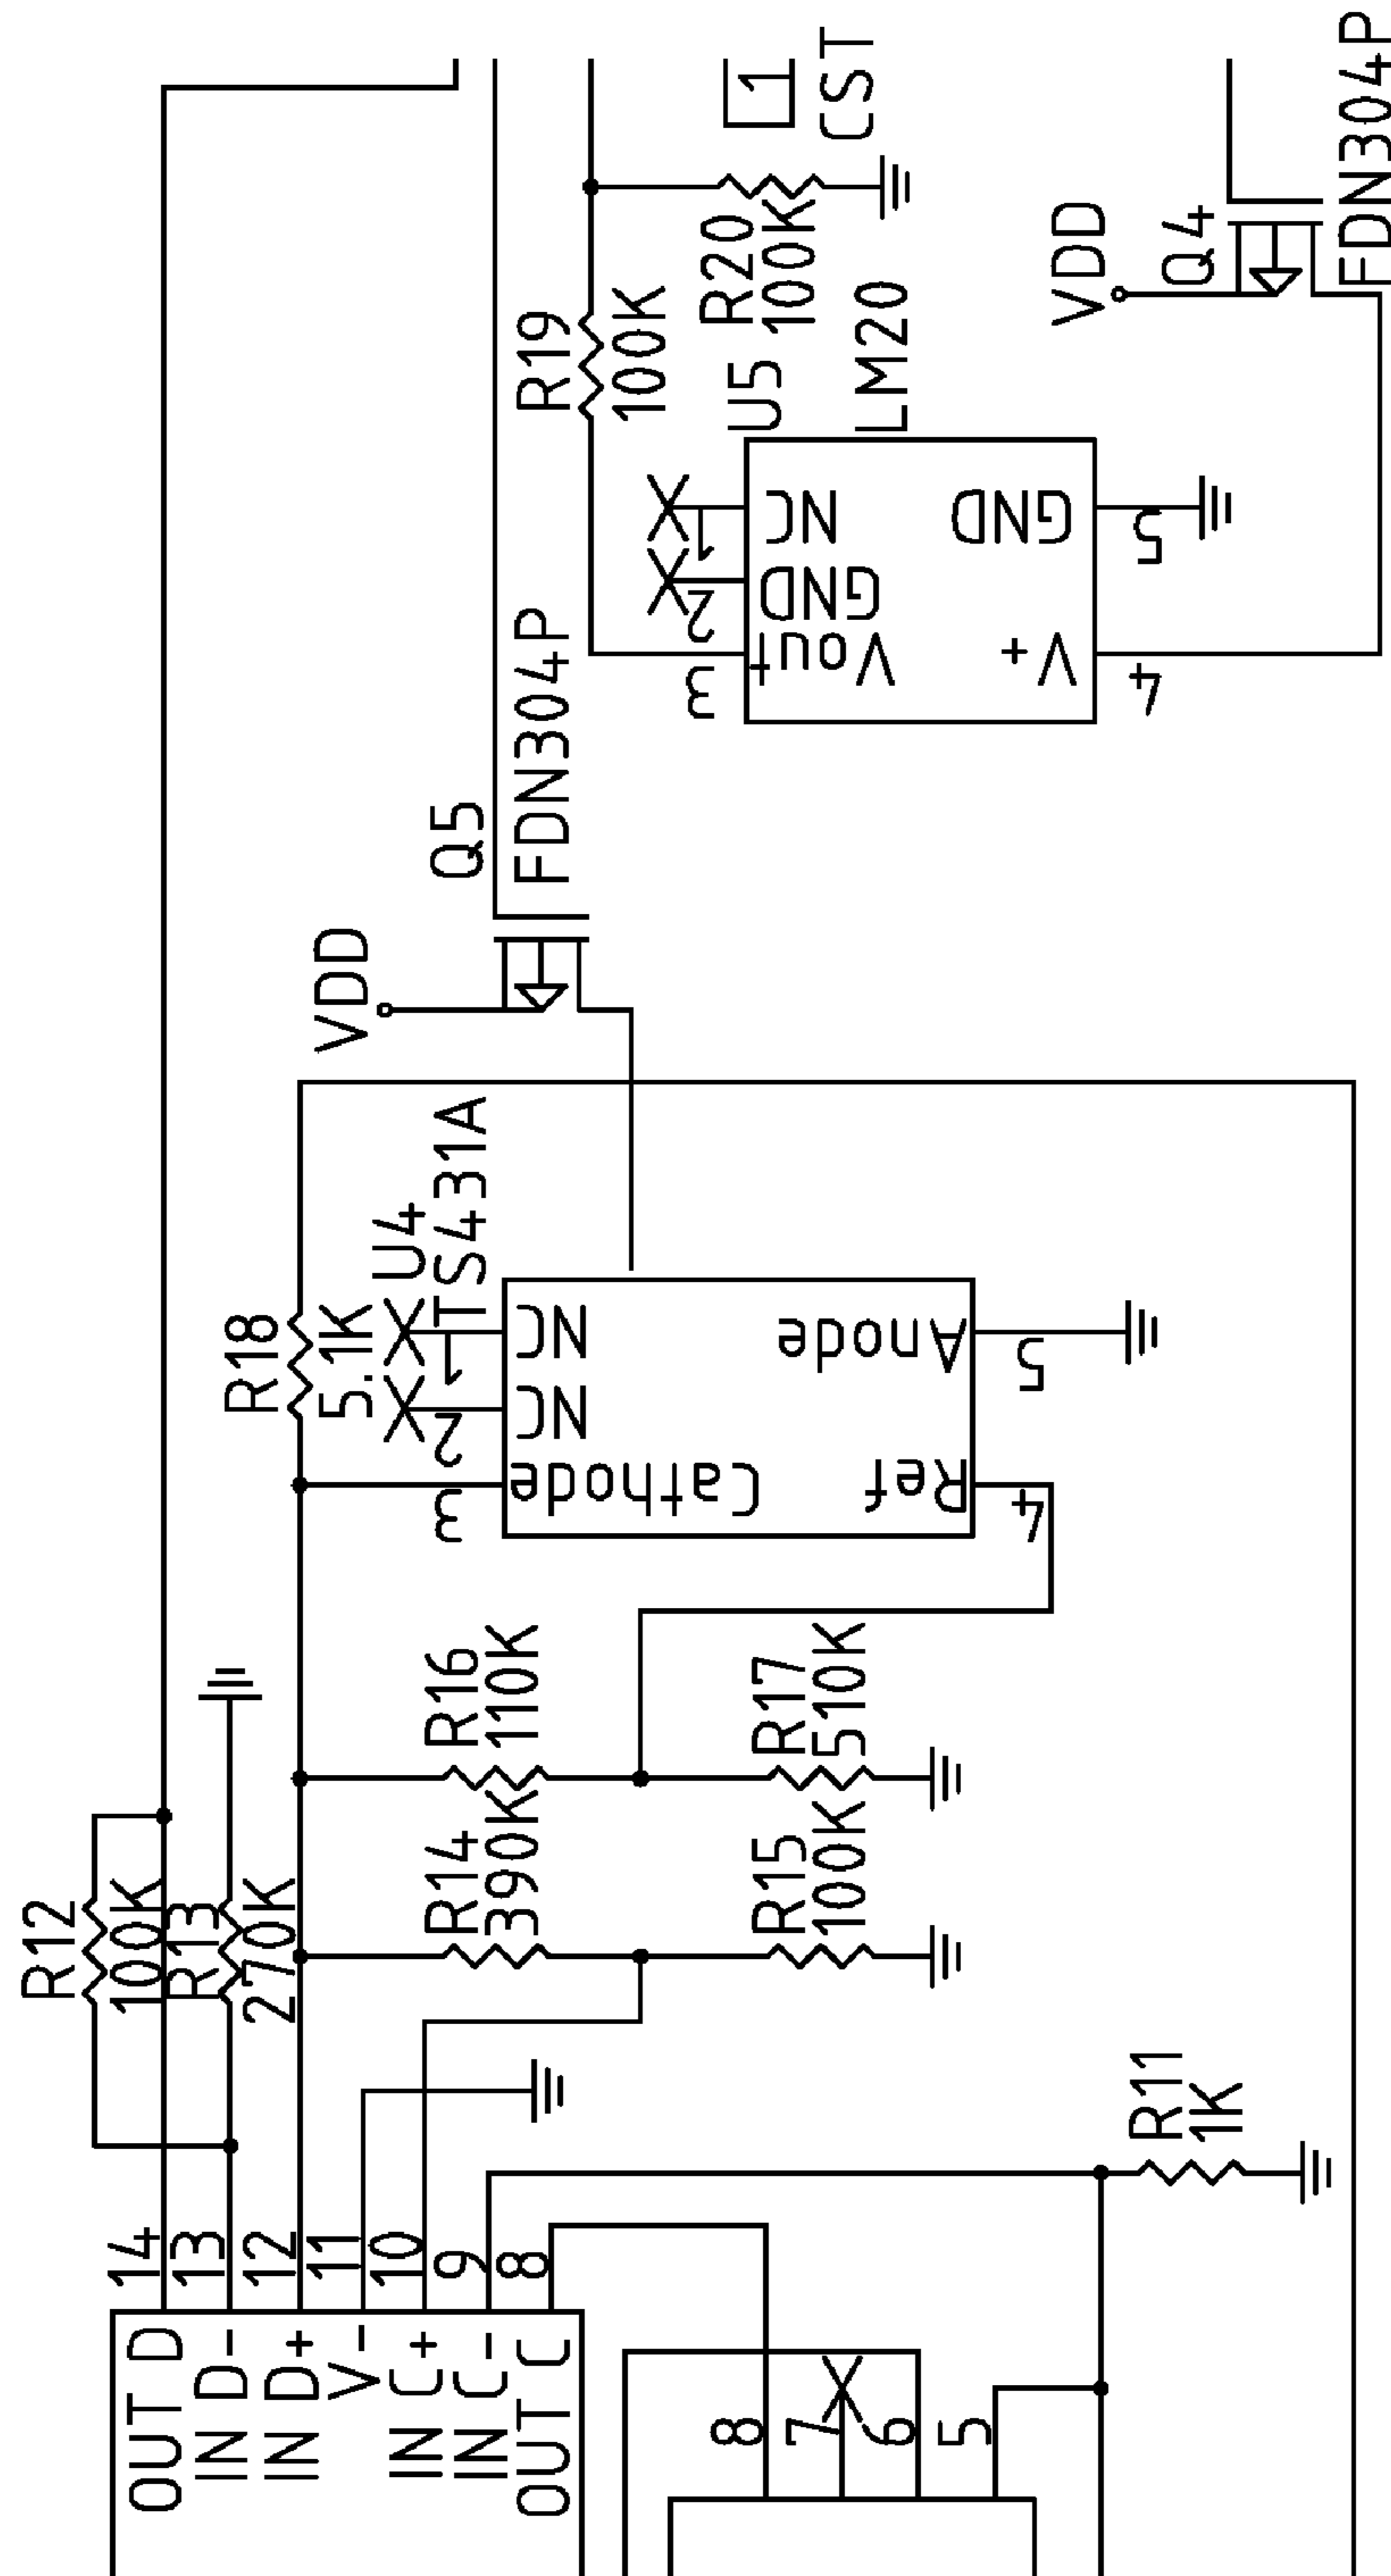 1
CST
FDN304P
VDD
Q4
R20
100K
R19
100K
U5
LM20
NC
1
GND
2
Vout
3
GND
5
V+
4
Q5
FDN304P
VDD
U4
TS431A
R18
5.1K
NC
1
NC
2
Cathode
3
Anode
5
Ref
4
R16
110K
R17
510K
R14
390K
R15
100K
R12
100K
R13
270K
R11
1K
14
13
12
11
10
9
8
OUT D
IN D-
IN D+
V-
IN C+
IN C-
OUT C
8
7
6
5